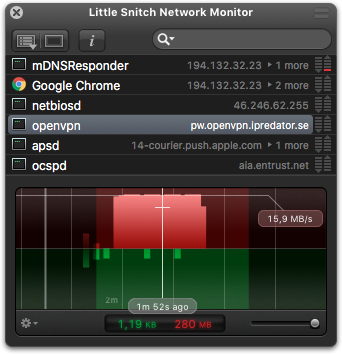 Little Snitch Network Monitor
mDNSResponder 194.132.32.23 ▸ 1 more
Google Chrome 194.132.32.23 ▸ 2 more
netbiosd 46.246.62.255
openvpn pw.openvpn.ipredator.se
apsd 14-courier.push.apple.com ▸ 1 more
ocspd aia.entrust.net
15,9 MB/s
2m
1m 52s ago
1,19 KB 280 MB